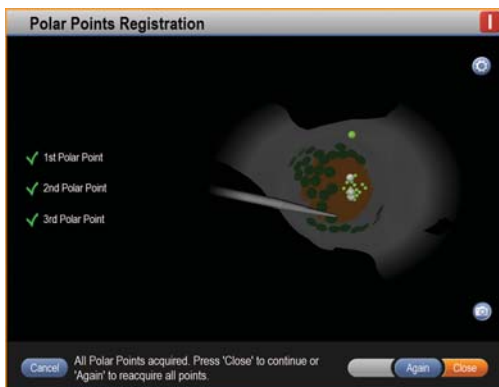 Polar Points Registration
1st Polar Point
2nd Polar Point
3rd Polar Point
Cancel
All Polar Points acquired. Press 'Close' to continue or
'Again' to reacquire all points.
Again
Close